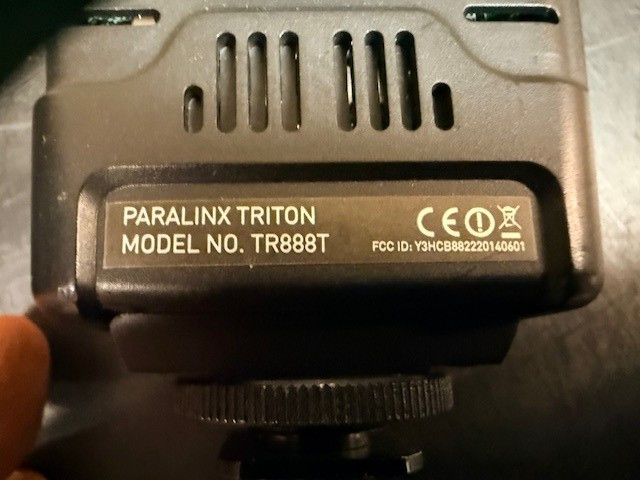 PARALINX TRITON
MODEL NO. TR888T
CE
FCC ID: Y3HCB882220140601